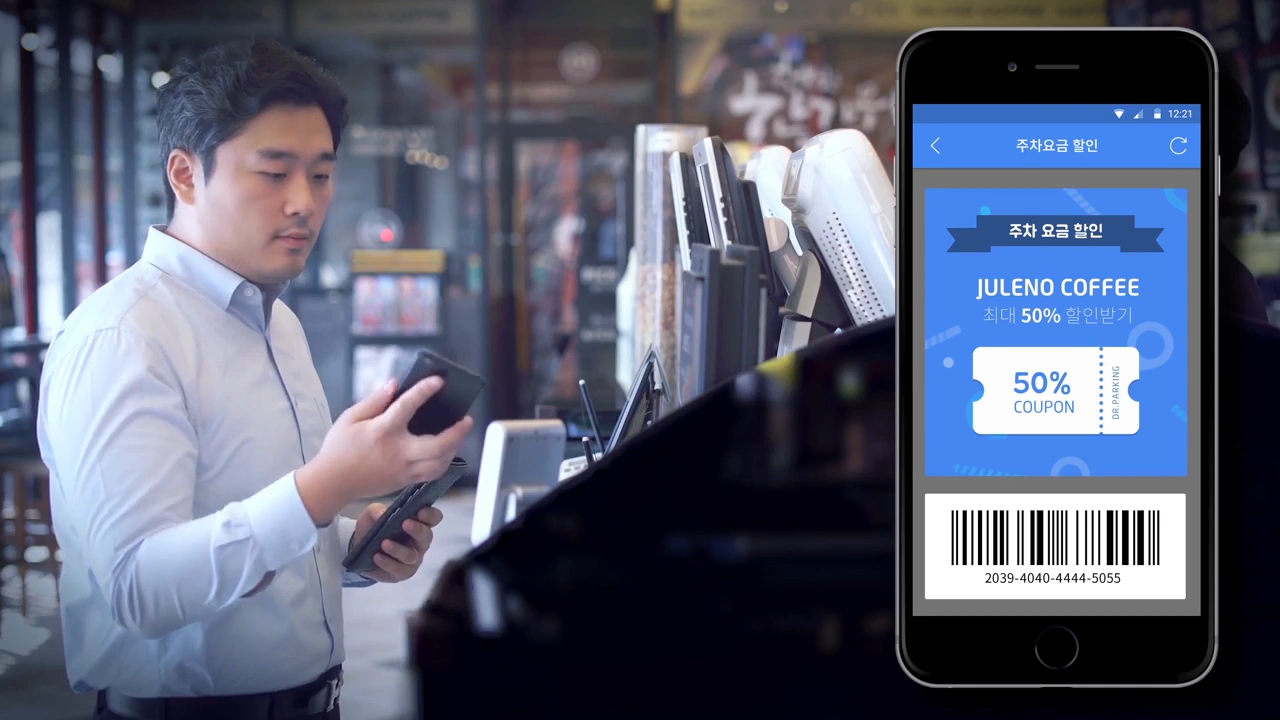 12:21
주차요금 할인
주차 요금 할인
JULENO COFFEE
최대 50% 할인받기
50%
COUPON
DR.PARKING
2039-4040-4444-5055